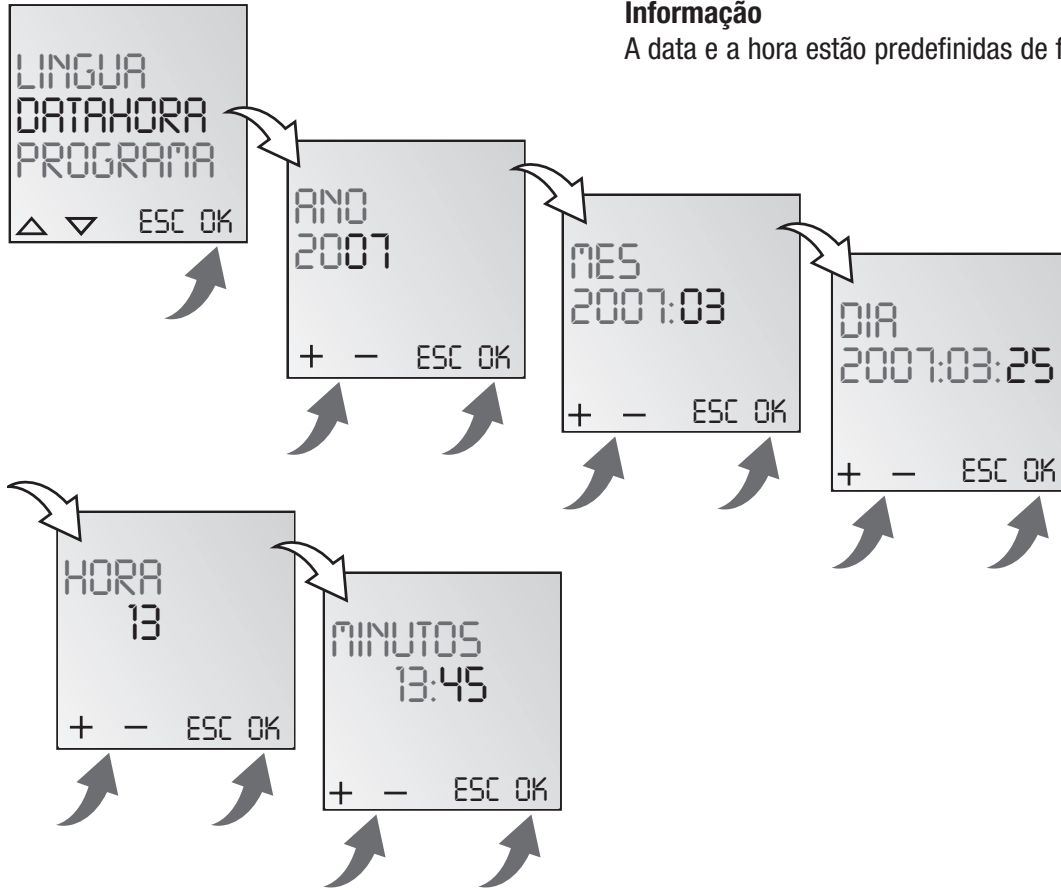 Informação
A data e a hora estão predefinidas de f
LINGUA
DATAHORA
PROGRAMA
ESC OK
ANO
2007
+ − ESC OK
MES
2007:03
+ − ESC OK
DIA
2007:03:25
+ − ESC OK
HORA
13
+ − ESC OK
MINUTOS
13:45
+ − ESC OK